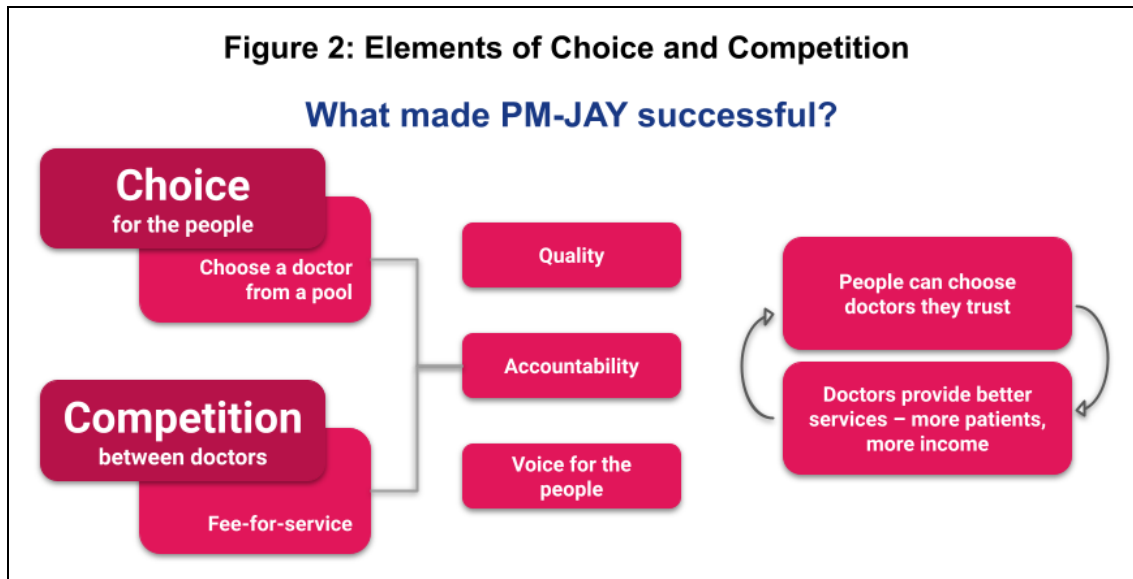 Figure 2: Elements of Choice and Competition
What made PM-JAY successful?
Choice
for the people
Choose a doctor
from a pool
Competition
between doctors
Fee-for-service
Quality
Accountability
Voice for the
people
People can choose
doctors they trust
Doctors provide better
services – more patients,
more income